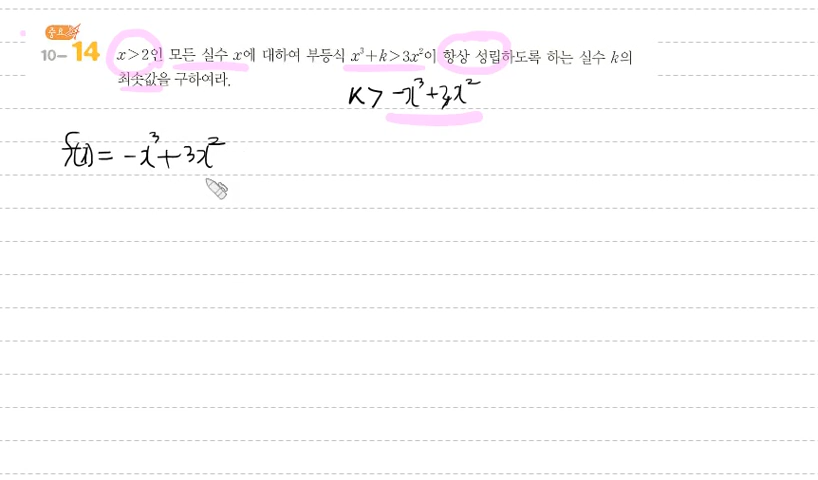 중요
10-14 x>2인 모든 실수 x에 대하여 부등식 x³+k>3x²이 항상 성립하도록 하는 실수 k의
최솟값을 구하여라.
k > -x³+3x²
f(x) = -x³+3x²